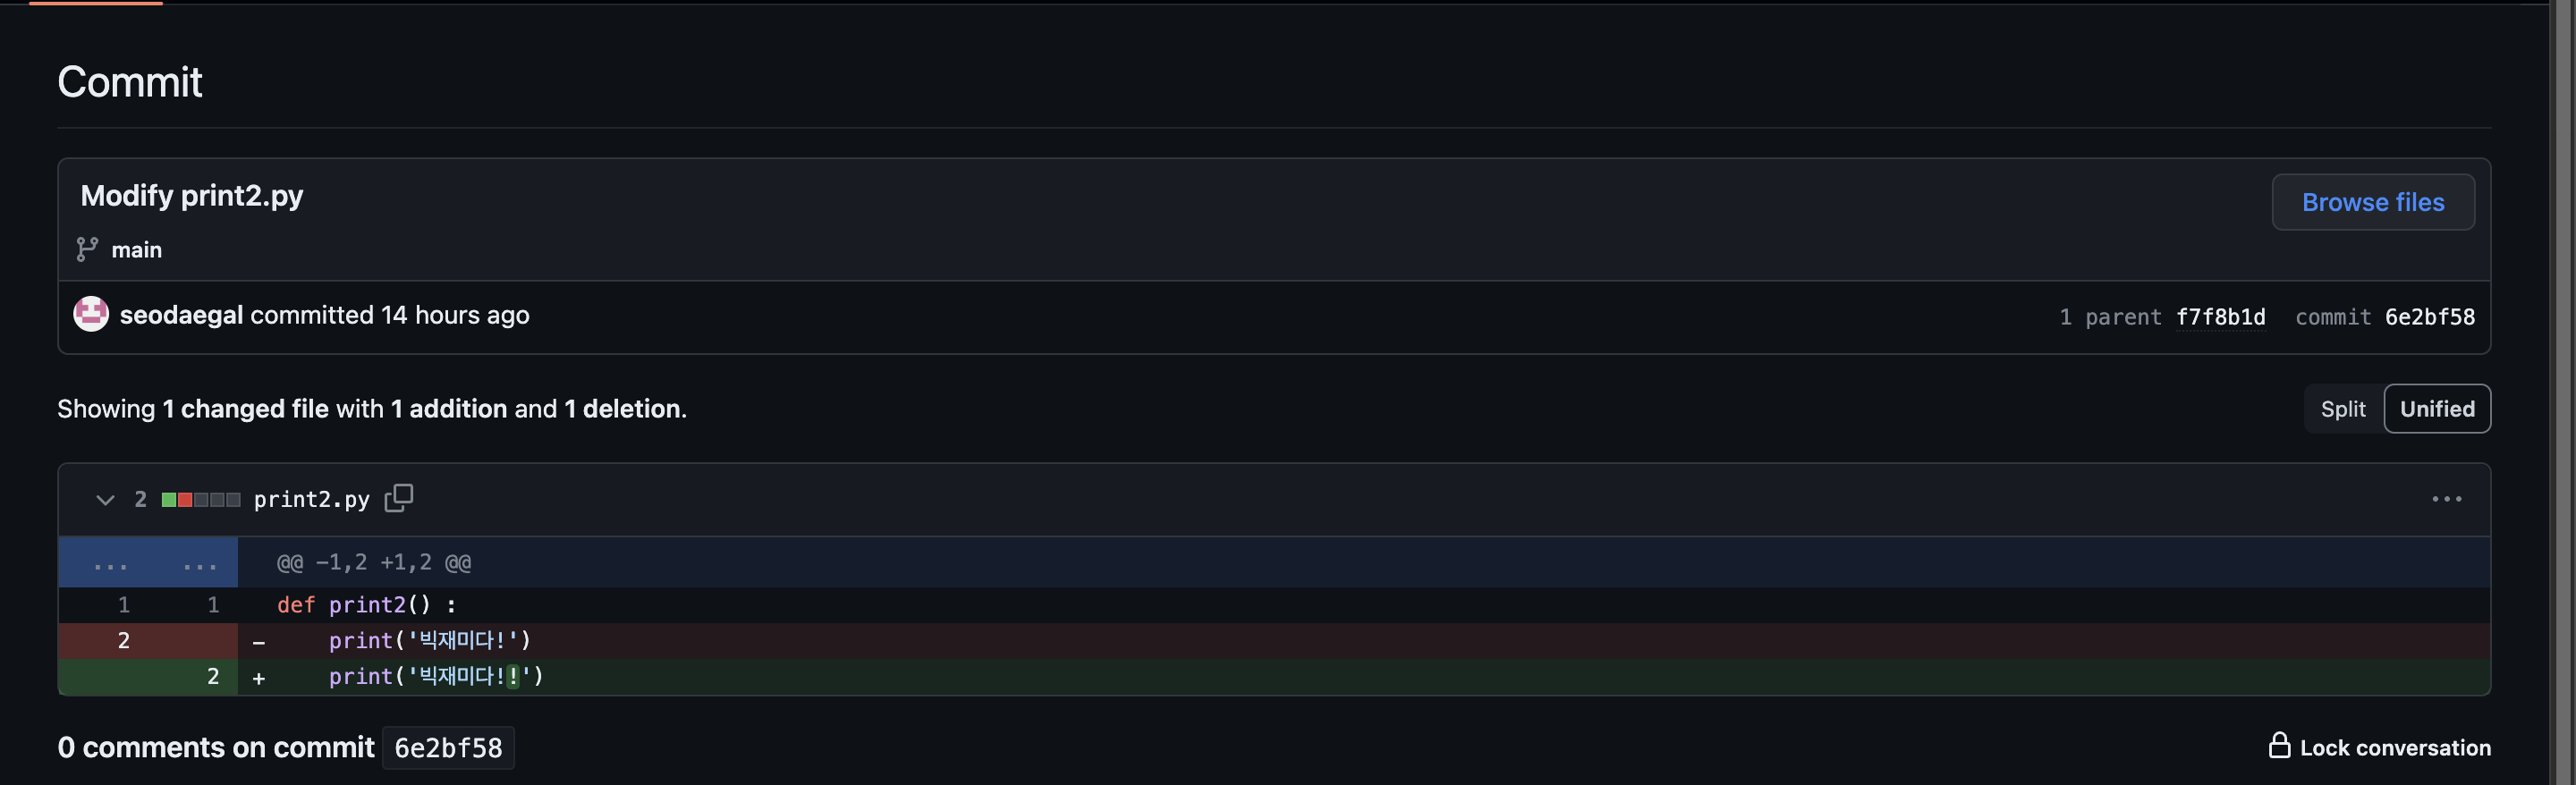 Commit
Modify print2.py
Browse files
main
seodaegal committed 14 hours ago
1 parent f7f8b1d commit 6e2bf58
Showing 1 changed file with 1 addition and 1 deletion.
Split Unified
2 print2.py
... ... @@ -1,2 +1,2 @@
1 1 def print2() :
2 - print('빅재미다!')
2 + print('빅재미다!!')
0 comments on commit 6e2bf58
Lock conversation